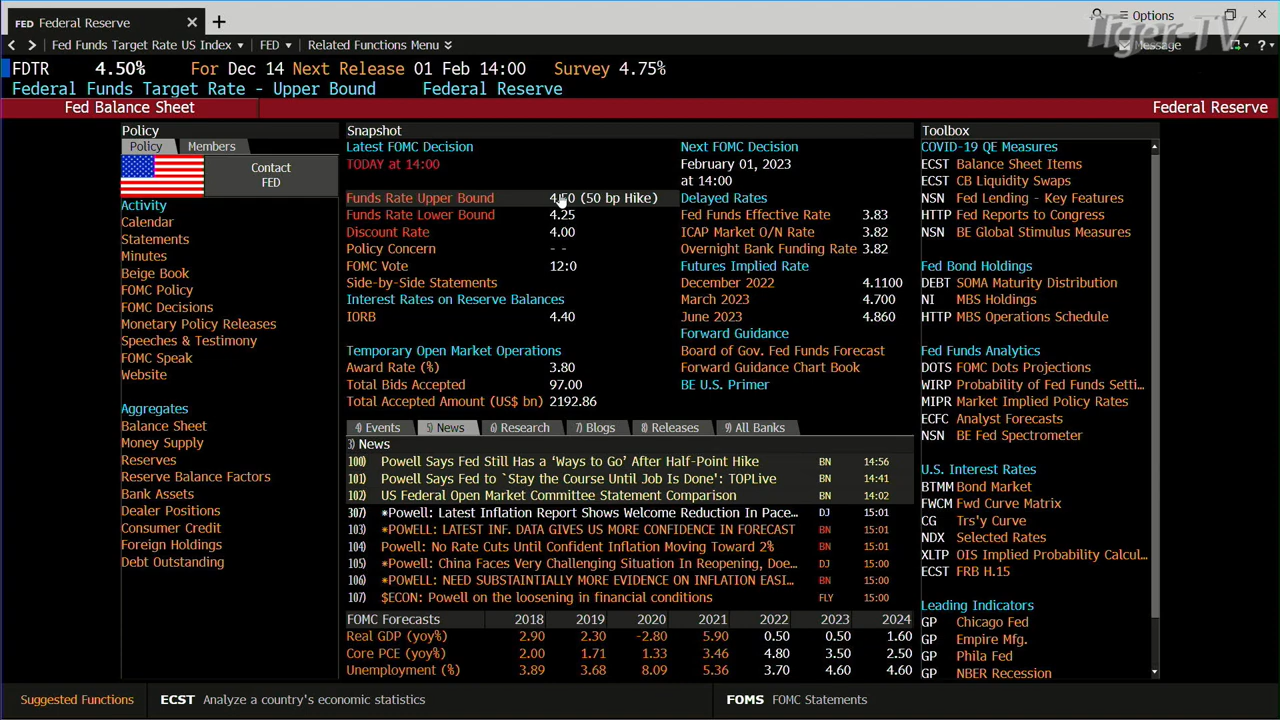 FED Federal Reserve
Options
Tiger-TV
Fed Funds Target Rate US Index FED Related Functions Menu Message ?
FDTR 4.50% For Dec 14 Next Release 01 Feb 14:00 Survey 4.75%
Federal Funds Target Rate - Upper Bound Federal Reserve
Fed Balance Sheet Federal Reserve
Policy
Policy Members
Contact
FED
Activity
Calendar
Statements
Minutes
Beige Book
FOMC Policy
FOMC Decisions
Monetary Policy Releases
Speeches & Testimony
FOMC Speak
Website
Aggregates
Balance Sheet
Money Supply
Reserves
Reserve Balance Factors
Bank Assets
Dealer Positions
Consumer Credit
Foreign Holdings
Debt Outstanding
Snapshot
Latest FOMC Decision
TODAY at 14:00
Funds Rate Upper Bound 4.50 (50 bp Hike)
Funds Rate Lower Bound 4.25
Discount Rate 4.00
Policy Concern - -
FOMC Vote 12:0
Side-by-Side Statements
Interest Rates on Reserve Balances
IORB 4.40
Temporary Open Market Operations
Award Rate (%) 3.80
Total Bids Accepted 97.00
Total Accepted Amount (US$ bn) 2192.86
Next FOMC Decision
February 01, 2023
at 14:00
Delayed Rates
Fed Funds Effective Rate 3.83
ICAP Market O/N Rate 3.82
Overnight Bank Funding Rate 3.82
Futures Implied Rate
December 2022 4.1100
March 2023 4.700
June 2023 4.860
Forward Guidance
Board of Gov. Fed Funds Forecast
Forward Guidance Chart Book
BE U.S. Primer
4) Events 5) News 6) Research 7) Blogs 8) Releases 9) All Banks
3) News
100) Powell Says Fed Still Has a ‘Ways to Go’ After Half-Point Hike BN 14:56
101) Powell Says Fed to `Stay the Course Until Job Is Done': TOPLive BN 14:41
102) US Federal Open Market Committee Statement Comparison BN 14:02
307) *Powell: Latest Inflation Report Shows Welcome Reduction In Pace... DJ 15:01
103) *POWELL: LATEST INF. DATA GIVES US MORE CONFIDENCE IN FORECAST BN 15:01
104) Powell: No Rate Cuts Until Confident Inflation Moving Toward 2% BN 15:01
105) *Powell: China Faces Very Challenging Situation In Reopening, Doe... DJ 15:00
106) *POWELL: NEED SUBSTAINTIALLY MORE EVIDENCE ON INFLATION EASI... BN 15:00
107) $ECON: Powell on the loosening in financial conditions FLY 15:00
FOMC Forecasts 2018 2019 2020 2021 2022 2023 2024
Real GDP (yoy%) 2.90 2.30 -2.80 5.90 0.50 0.50 1.60
Core PCE (yoy%) 2.00 1.71 1.33 3.46 4.80 3.50 2.50
Unemployment (%) 3.89 3.68 8.09 5.36 3.70 4.60 4.60
Toolbox
COVID-19 QE Measures
ECST Balance Sheet Items
ECST CB Liquidity Swaps
NSN Fed Lending - Key Features
HTTP Fed Reports to Congress
NSN BE Global Stimulus Measures
Fed Bond Holdings
DEBT SOMA Maturity Distribution
NI MBS Holdings
HTTP MBS Operations Schedule
Fed Funds Analytics
DOTS FOMC Dots Projections
WIRP Probability of Fed Funds Setti...
MIPR Market Implied Policy Rates
ECFC Analyst Forecasts
NSN BE Fed Spectrometer
U.S. Interest Rates
BTMM Bond Market
FWCM Fwd Curve Matrix
CG Trs'y Curve
NDX Selected Rates
XLTP OIS Implied Probability Calcul...
ECST FRB H.15
Leading Indicators
GP Chicago Fed
GP Empire Mfg.
GP Phila Fed
GP NBER Recession
Suggested Functions ECST Analyze a country's economic statistics FOMS FOMC Statements